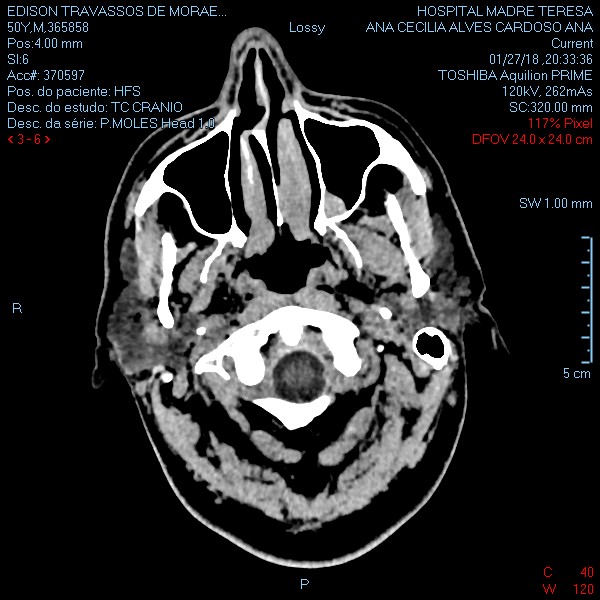 EDISON TRAVASSOS DE MORAE...
50Y,M,365858
Pos:4.00 mm
SI:6
Acc#: 370597
Pos. do paciente: HFS
Desc. do estudo: TC CRANIO
Desc. da série: P.MOLES Head 1.0
< 3 - 6 >
Lossy
HOSPITAL MADRE TERESA
ANA CECILIA ALVES CARDOSO ANA
Current
01/27/18 ,20:33:36
TOSHIBA Aquilion PRIME
120kV, 262mAs
SC:320.00 mm
117% Pixel
DFOV 24.0 x 24.0 cm
SW 1.00 mm
R
5 cm
P
C 40
W 120